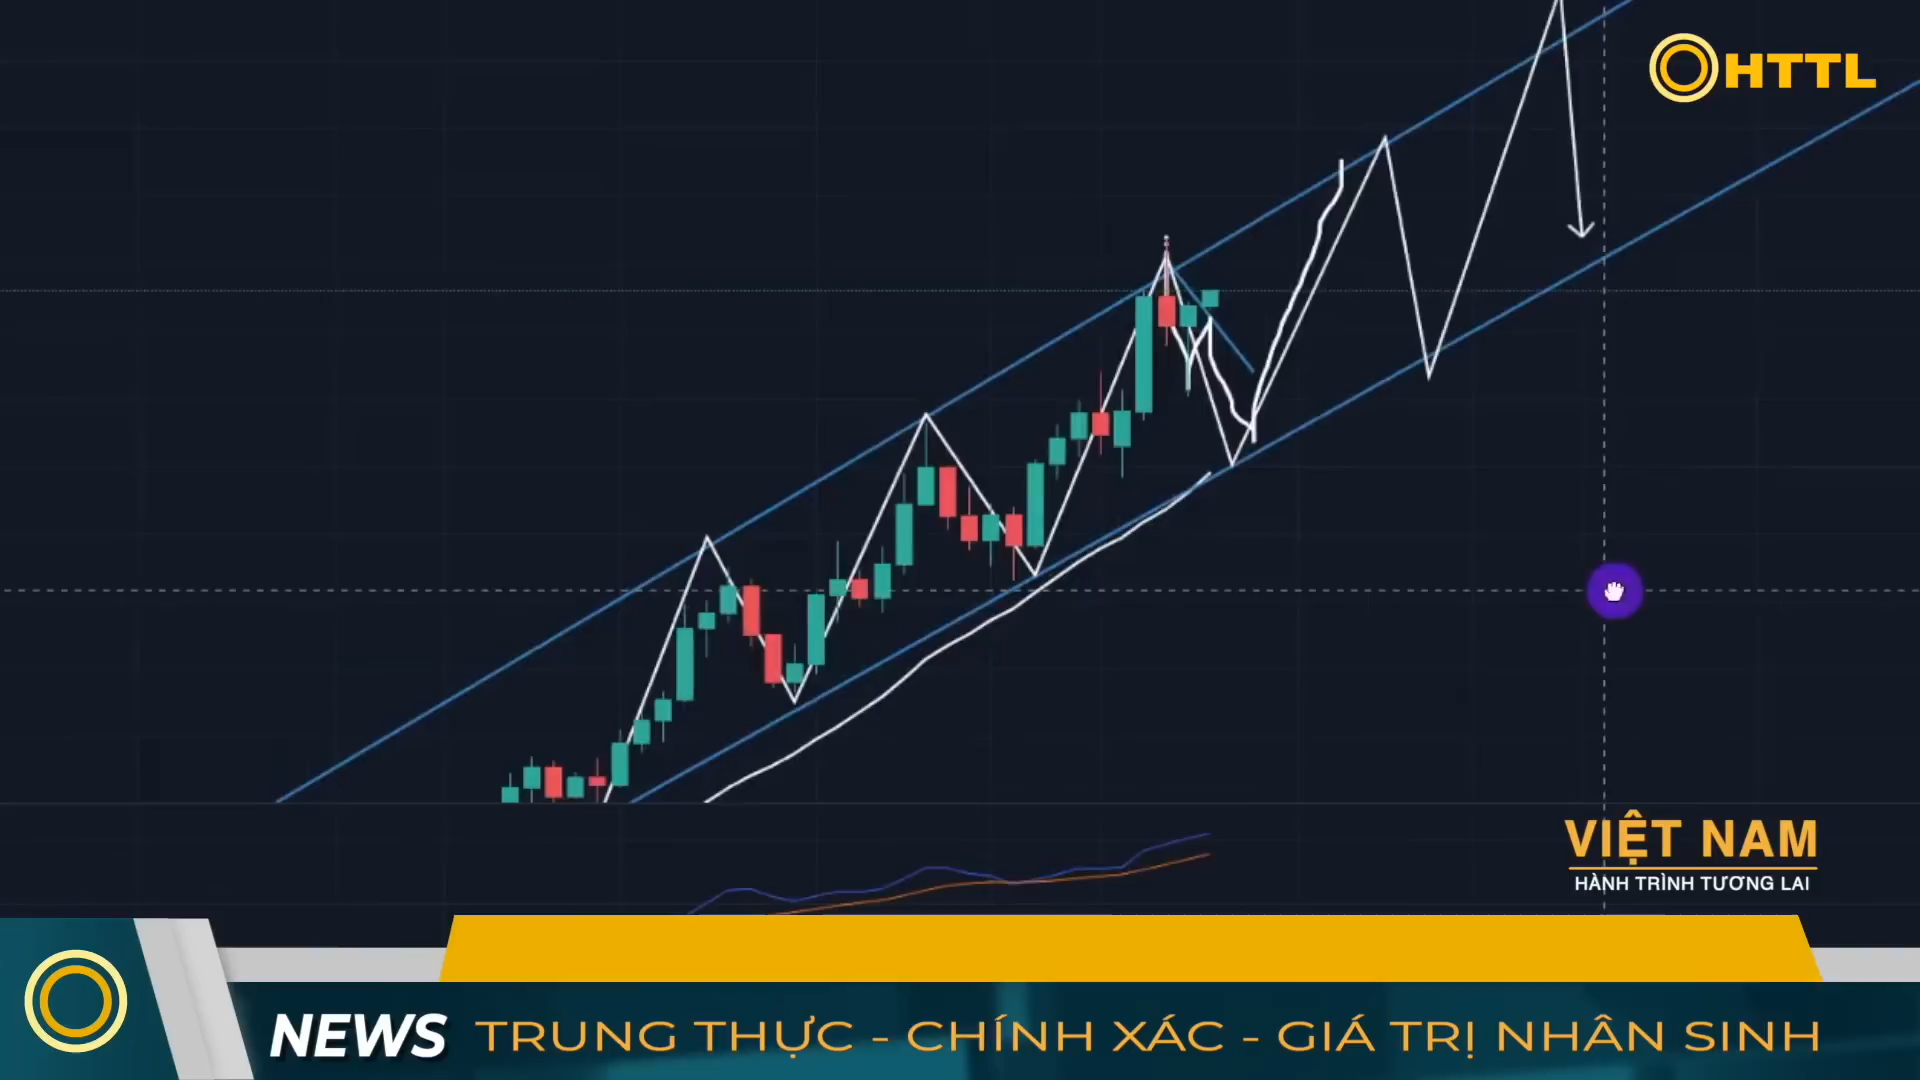 HTTL
VIỆT NAM
HÀNH TRÌNH TƯƠNG LAI
NEWS TRUNG THỰC - CHÍNH XÁC - GIÁ TRỊ NHÂN SINH